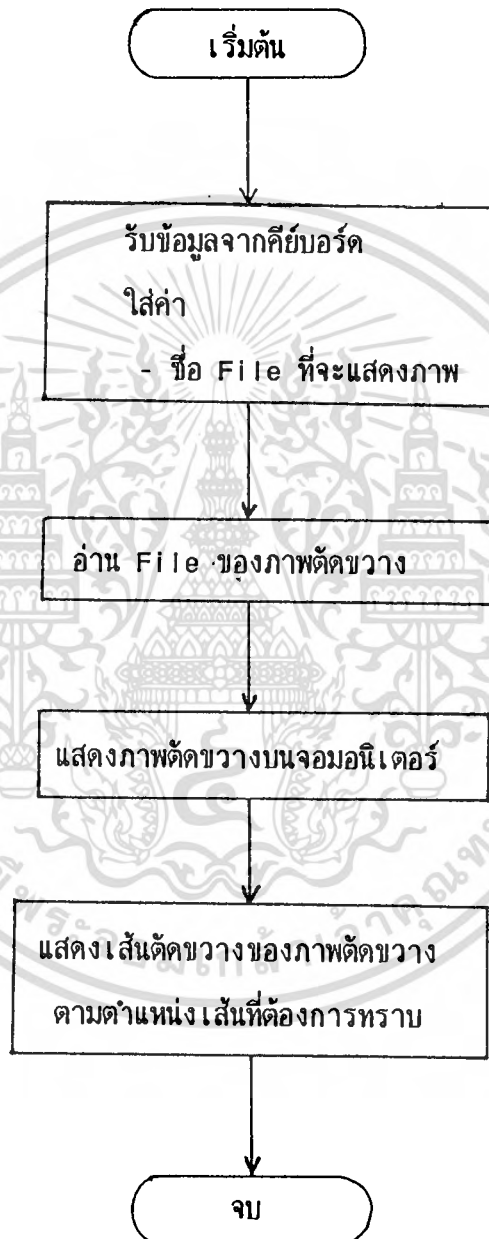 เริ่มต้น
รับข้อมูลจากคีย์บอร์ด
ใส่ค่า
- ชื่อ File ที่จะแสดงภาพ
อ่าน File ของภาพตัดขวาง
แสดงภาพตัดขวางบนจอมอนิเตอร์
แสดงเส้นตัดขวางของภาพตัดขวาง
ตามตำแหน่งเส้นที่ต้องการทราบ
จบ